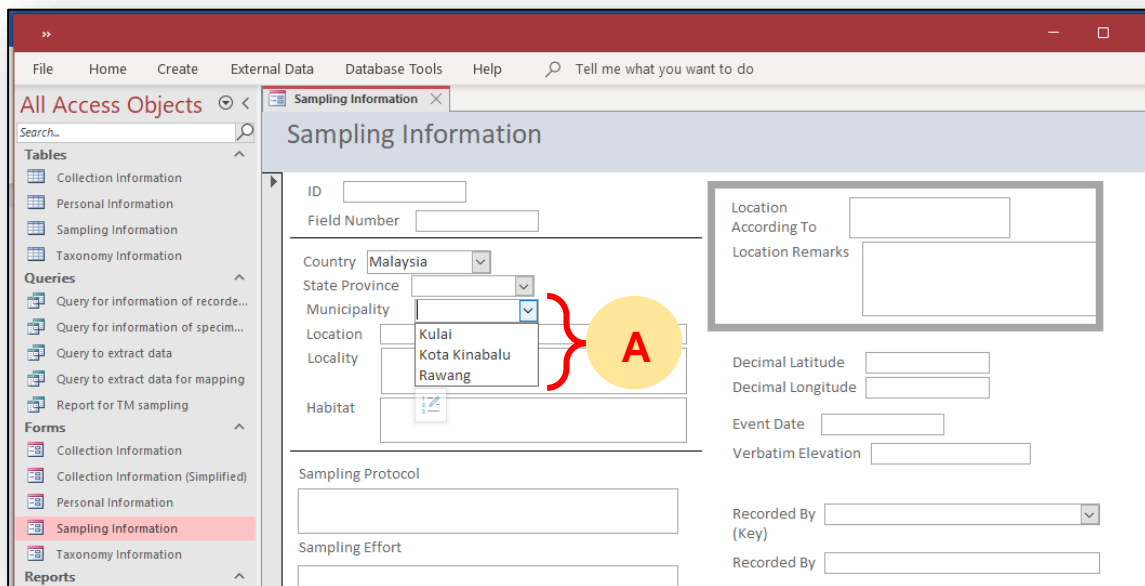 »
File Home Create External Data Database Tools Help Tell me what you want to do
All Access Objects
Search...
Tables
Collection Information
Personal Information
Sampling Information
Taxonomy Information
Queries
Query for information of recorde...
Query for information of specim...
Query to extract data
Query to extract data for mapping
Report for TM sampling
Forms
Collection Information
Collection Information (Simplified)
Personal Information
Sampling Information
Taxonomy Information
Reports
Sampling Information
Sampling Information
ID
Field Number
Country Malaysia
State Province
Municipality
Kulai
Kota Kinabalu
Rawang
Location
Locality
Habitat
A
Sampling Protocol
Sampling Effort
Location
According To
Location Remarks
Decimal Latitude
Decimal Longitude
Event Date
Verbatim Elevation
Recorded By
(Key)
Recorded By